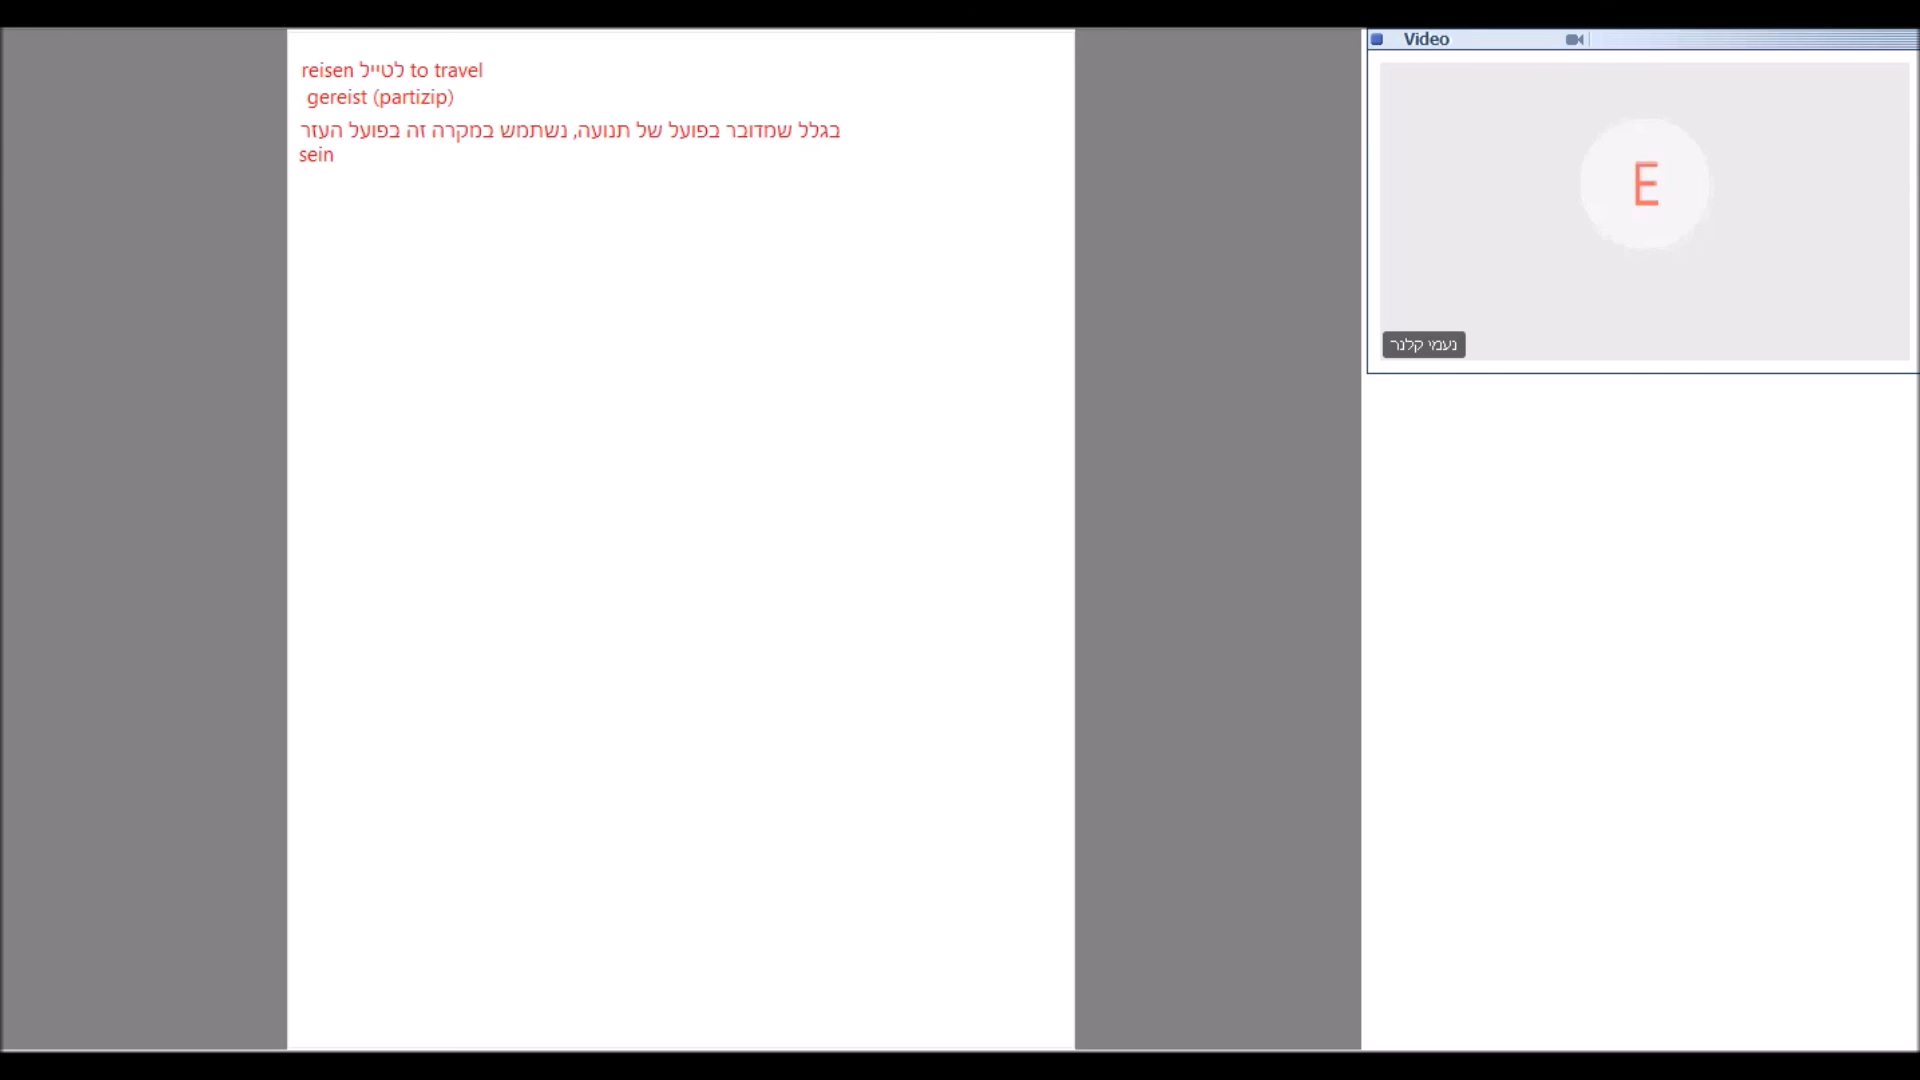 reisen לטייל to travel
gereist (partizip)
בגלל שמדובר בפועל של תנועה, נשתמש במקרה זה בפועל העזר
sein
Video
E
נעמי קלנר